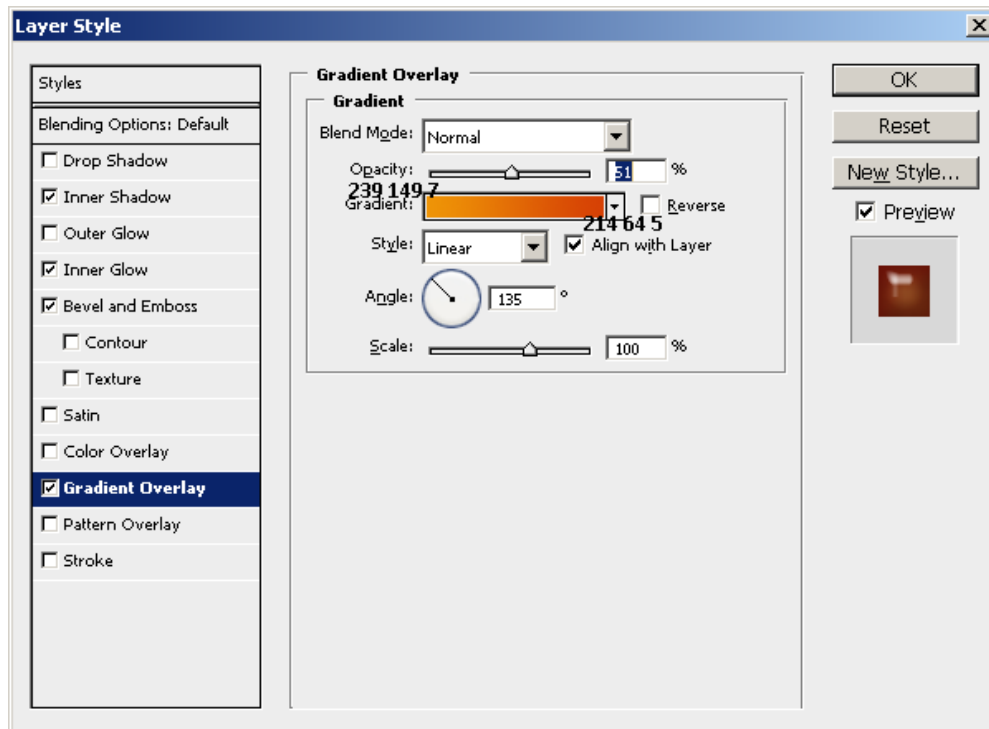 Layer Style
Styles
Blending Options: Default
Drop Shadow
Inner Shadow
Outer Glow
Inner Glow
Bevel and Emboss
Contour
Texture
Satin
Color Overlay
Gradient Overlay
Pattern Overlay
Stroke
Gradient Overlay
Gradient
Blend Mode: Normal
Opacity: 51 %
239 149 7
Gradient: Reverse
214 64 5
Style: Linear Align with Layer
Angle: 135 °
Scale: 100 %
OK
Reset
New Style...
Preview